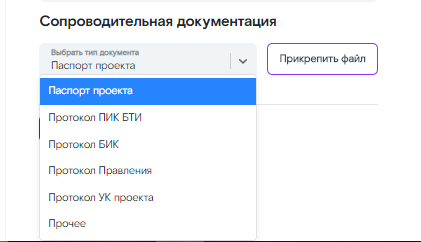 Сопроводительная документация
Выбрать тип документа
Паспорт проекта
Прикрепить файл
Паспорт проекта
Протокол ПИК БТИ
Протокол БИК
Протокол Правления
Протокол УК проекта
Прочее